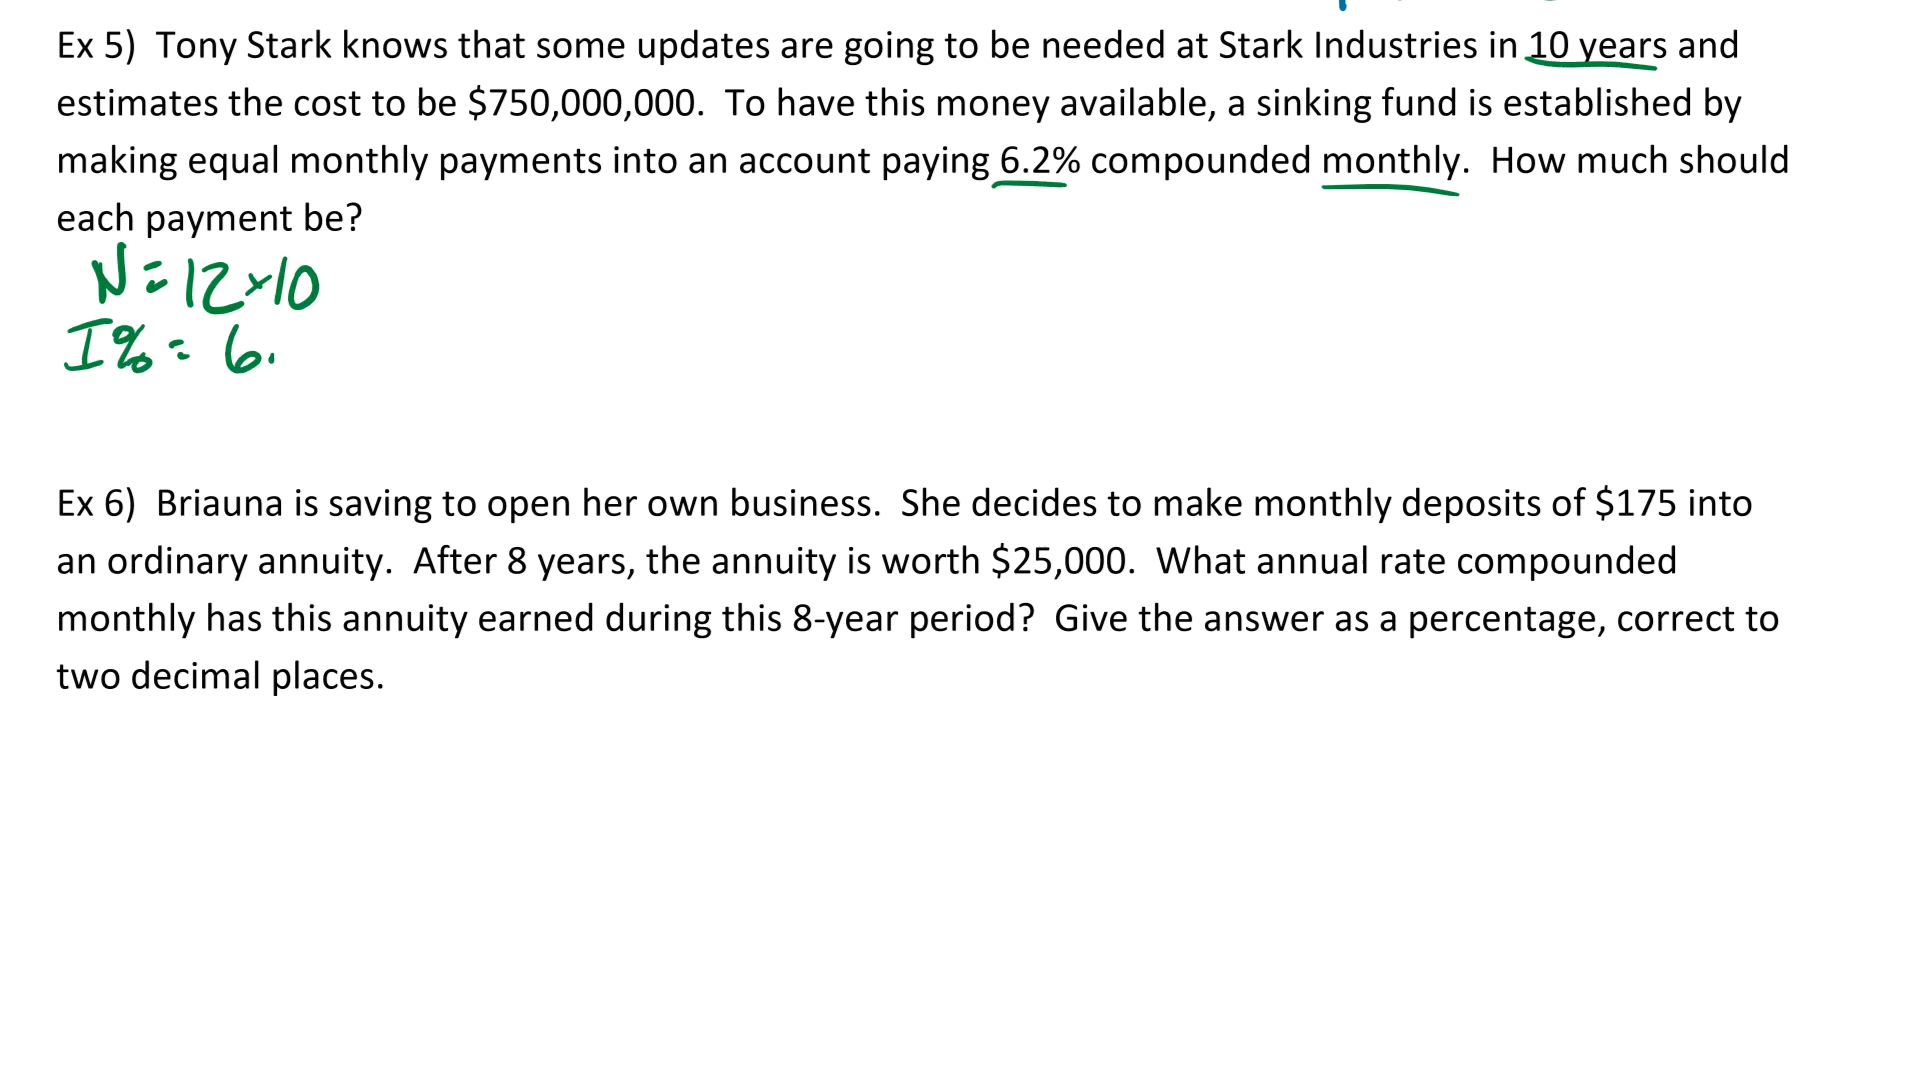 Ex 5)  Tony Stark knows that some updates are going to be needed at Stark Industries in 10 years and
estimates the cost to be $750,000,000.  To have this money available, a sinking fund is established by
making equal monthly payments into an account paying 6.2% compounded monthly.  How much should
each payment be?
N = 12×10
I% = 6.
Ex 6)  Briauna is saving to open her own business.  She decides to make monthly deposits of $175 into
an ordinary annuity.  After 8 years, the annuity is worth $25,000.  What annual rate compounded
monthly has this annuity earned during this 8-year period?  Give the answer as a percentage, correct to
two decimal places.